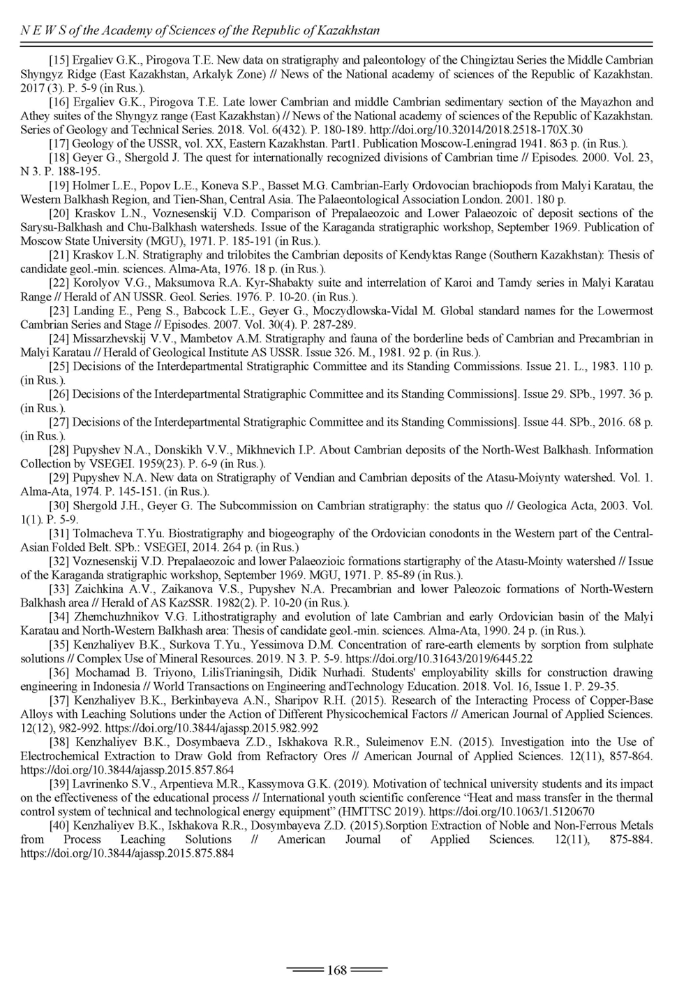 N E W S of the Academy of Sciences of the Republic of Kazakhstan
[15] Ergaliev G.K., Pirogova T.E. New data on stratigraphy and paleontology of the Chingiztau Series the Middle Cambrian
Shyngyz Ridge (East Kazakhstan, Arkalyk Zone) // News of the National academy of sciences of the Republic of Kazakhstan.
2017 (3). P. 5-9 (in Rus.).
[16] Ergaliev G.K., Pirogova T.E. Late lower Cambrian and middle Cambrian sedimentary section of the Mayazhon and
Athey suites of the Shyngyz range (East Kazakhstan) // News of the National academy of sciences of the Republic of Kazakhstan.
Series of Geology and Technical Series. 2018. Vol. 6(432). P. 180-189. http://doi.org/10.32014/2018.2518-170X.30
[17] Geology of the USSR, vol. XX, Eastern Kazakhstan. Part1. Publication Moscow-Leningrad 1941. 863 p. (in Rus.).
[18] Geyer G., Shergold J. The quest for internationally recognized divisions of Cambrian time // Episodes. 2000. Vol. 23,
N 3. P. 188-195.
[19] Holmer L.E., Popov L.E., Koneva S.P., Basset M.G. Cambrian-Early Ordovocian brachiopods from Malyi Karatau, the
Western Balkhash Region, and Tien-Shan, Central Asia. The Palaeontological Association London. 2001. 180 p.
[20] Kraskov L.N., Voznesenskij V.D. Comparison of Prepalaeozoic and Lower Palaeozoic of deposit sections of the
Sarysu-Balkhash and Chu-Balkhash watersheds. Issue of the Karaganda stratigraphic workshop, September 1969. Publication of
Moscow State University (MGU), 1971. P. 185-191 (in Rus.).
[21] Kraskov L.N. Stratigraphy and trilobites the Cambrian deposits of Kendyktas Range (Southern Kazakhstan): Thesis of
candidate geol.-min. sciences. Alma-Ata, 1976. 18 p. (in Rus.).
[22] Korolyov V.G., Maksumova R.A. Kyr-Shabakty suite and interrelation of Karoi and Tamdy series in Malyi Karatau
Range // Herald of AN USSR. Geol. Series. 1976. P. 10-20. (in Rus.).
[23] Landing E., Peng S., Babcock L.E., Geyer G., Moczydlowska-Vidal M. Global standard names for the Lowermost
Cambrian Series and Stage // Episodes. 2007. Vol. 30(4). P. 287-289.
[24] Missarzhevskij V.V., Mambetov A.M. Stratigraphy and fauna of the borderline beds of Cambrian and Precambrian in
Malyi Karatau // Herald of Geological Institute AS USSR. Issue 326. M., 1981. 92 p. (in Rus.).
[25] Decisions of the Interdepartmental Stratigraphic Committee and its Standing Commissions. Issue 21. L., 1983. 110 p.
(in Rus.).
[26] Decisions of the Interdepartmental Stratigraphic Committee and its Standing Commissions]. Issue 29. SPb., 1997. 36 p.
(in Rus.).
[27] Decisions of the Interdepartmental Stratigraphic Committee and its Standing Commissions]. Issue 44. SPb., 2016. 68 p.
(in Rus.).
[28] Pupyshev N.A., Donskikh V.V., Mikhnevich I.P. About Cambrian deposits of the North-West Balkhash. Information
Collection by VSEGEI. 1959(23). P. 6-9 (in Rus.).
[29] Pupyshev N.A. New data on Stratigraphy of Vendian and Cambrian deposits of the Atasu-Moiynty watershed. Vol. 1.
Alma-Ata, 1974. P. 145-151. (in Rus.).
[30] Shergold J.H., Geyer G. The Subcommission on Cambrian stratigraphy: the status quo // Geologica Acta, 2003. Vol.
1(1). P. 5-9.
[31] Tolmacheva T.Yu. Biostratigraphy and biogeography of the Ordovician conodonts in the Western part of the Central-
Asian Folded Belt. SPb.: VSEGEI, 2014. 264 p. (in Rus.)
[32] Voznesenskij V.D. Prepalaeozoic and lower Palaeozioic formations startigraphy of the Atasu-Mointy watershed // Issue
of the Karaganda stratigraphic workshop, September 1969. MGU, 1971. P. 85-89 (in Rus.).
[33] Zaichkina A.V., Zaikanova V.S., Pupyshev N.A. Precambrian and lower Paleozoic formations of North-Western
Balkhash area // Herald of AS KazSSR. 1982(2). P. 10-20 (in Rus.).
[34] Zhemchuzhnikov V.G. Lithostratigraphy and evolution of late Cambrian and early Ordovician basin of the Malyi
Karatau and North-Western Balkhash area: Thesis of candidate geol.-min. sciences. Alma-Ata, 1990. 24 p. (in Rus.).
[35] Kenzhaliyev B.K., Surkova T.Yu., Yessimova D.M. Concentration of rare-earth elements by sorption from sulphate
solutions // Complex Use of Mineral Resources. 2019. N 3. P. 5-9. https://doi.org/10.31643/2019/6445.22
[36] Mochamad B. Triyono, LilisTrianingsih, Didik Nurhadi. Students' employability skills for construction drawing
engineering in Indonesia // World Transactions on Engineering andTechnology Education. 2018. Vol. 16, Issue 1. P. 29-35.
[37] Kenzhaliyev B.K., Berkinbayeva A.N., Sharipov R.H. (2015). Research of the Interacting Process of Copper-Base
Alloys with Leaching Solutions under the Action of Different Physicochemical Factors // American Journal of Applied Sciences.
12(12), 982-992. https://doi.org/10.3844/ajassp.2015.982.992
[38] Kenzhaliyev B.K., Dosymbaeva Z.D., Iskhakova R.R., Suleimenov E.N. (2015). Investigation into the Use of
Electrochemical Extraction to Draw Gold from Refractory Ores // American Journal of Applied Sciences. 12(11), 857-864.
https://doi.org/10.3844/ajassp.2015.857.864
[39] Lavrinenko S.V., Arpentieva M.R., Kassymova G.K. (2019). Motivation of technical university students and its impact
on the effectiveness of the educational process // International youth scientific conference “Heat and mass transfer in the thermal
control system of technical and technological energy equipment” (HMTTSC 2019). https://doi.org/10.1063/1.5120670
[40] Kenzhaliyev B.K., Iskhakova R.R., Dosymbayeva Z.D. (2015).Sorption Extraction of Noble and Non-Ferrous Metals
from Process Leaching Solutions // American Journal of Applied Sciences. 12(11), 875-884.
https://doi.org/10.3844/ajassp.2015.875.884
168